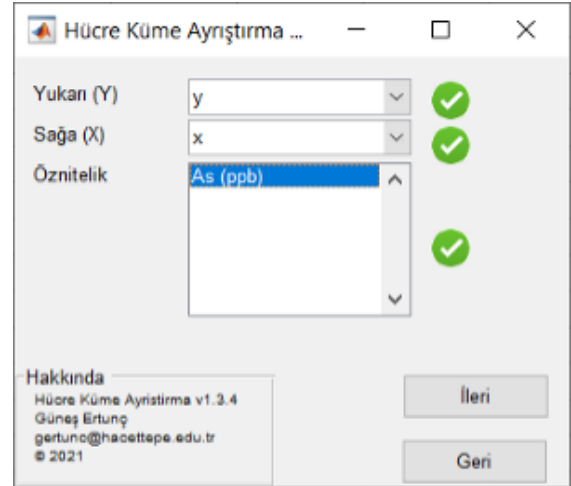 Hücre Küme Ayrıştırma ...
Yukarı (Y)
y
Sağa (X)
x
Öznitelik
As (ppb)
Hakkında
Hücre Küme Ayristirma v1.3.4
Güneş Ertunç
gertunc@hacettepe.edu.tr
© 2021
İleri
Geri